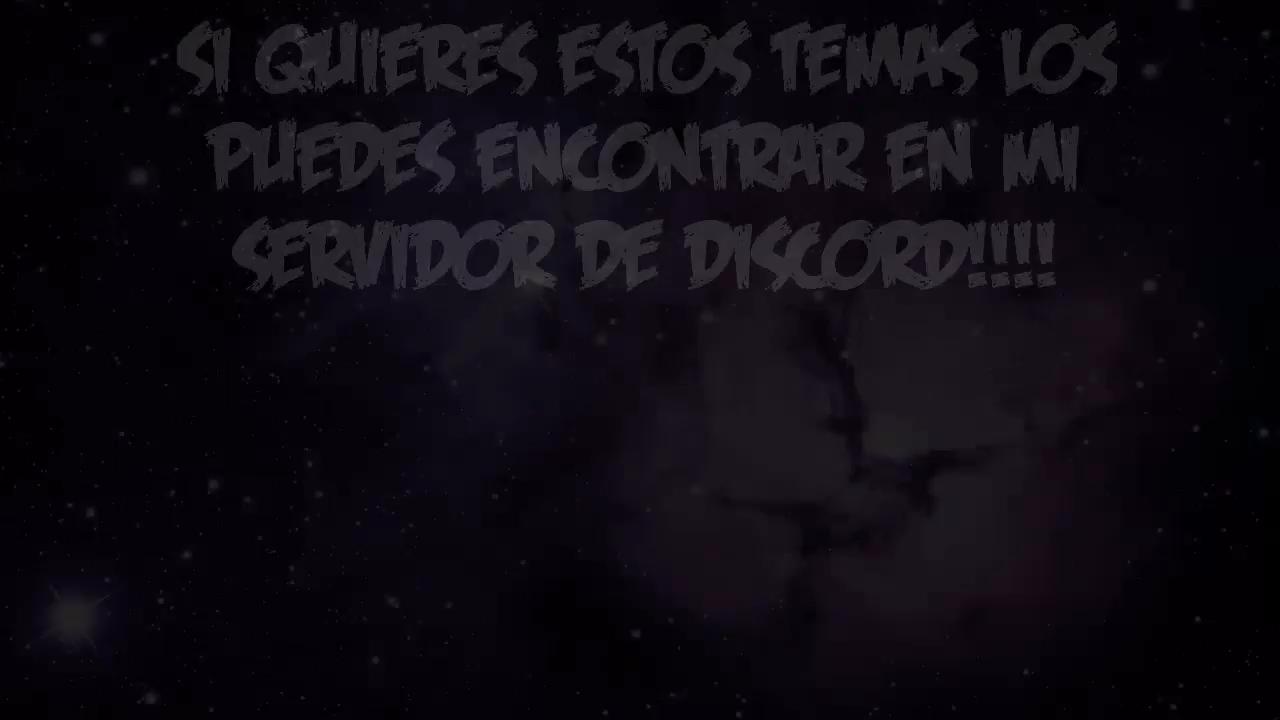 SI QUIERES ESTOS TEMAS LOS
PUEDES ENCONTRAR EN MI
SERVIDOR DE DISCORD!!!!